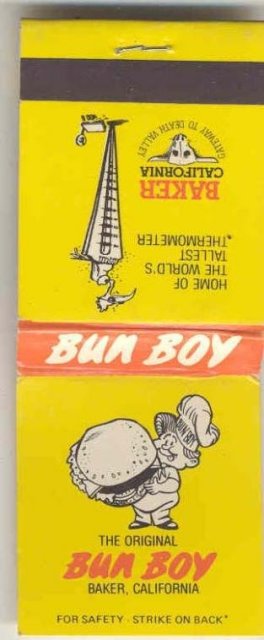 HOME OF
THE WORLD'S
TALLEST
THERMOMETER
BAKER
CALIFORNIA
GATEWAY TO DEATH VALLEY
BUN BOY
THE ORIGINAL
BUN BOY
BAKER, CALIFORNIA
FOR SAFETY - STRIKE ON BACK